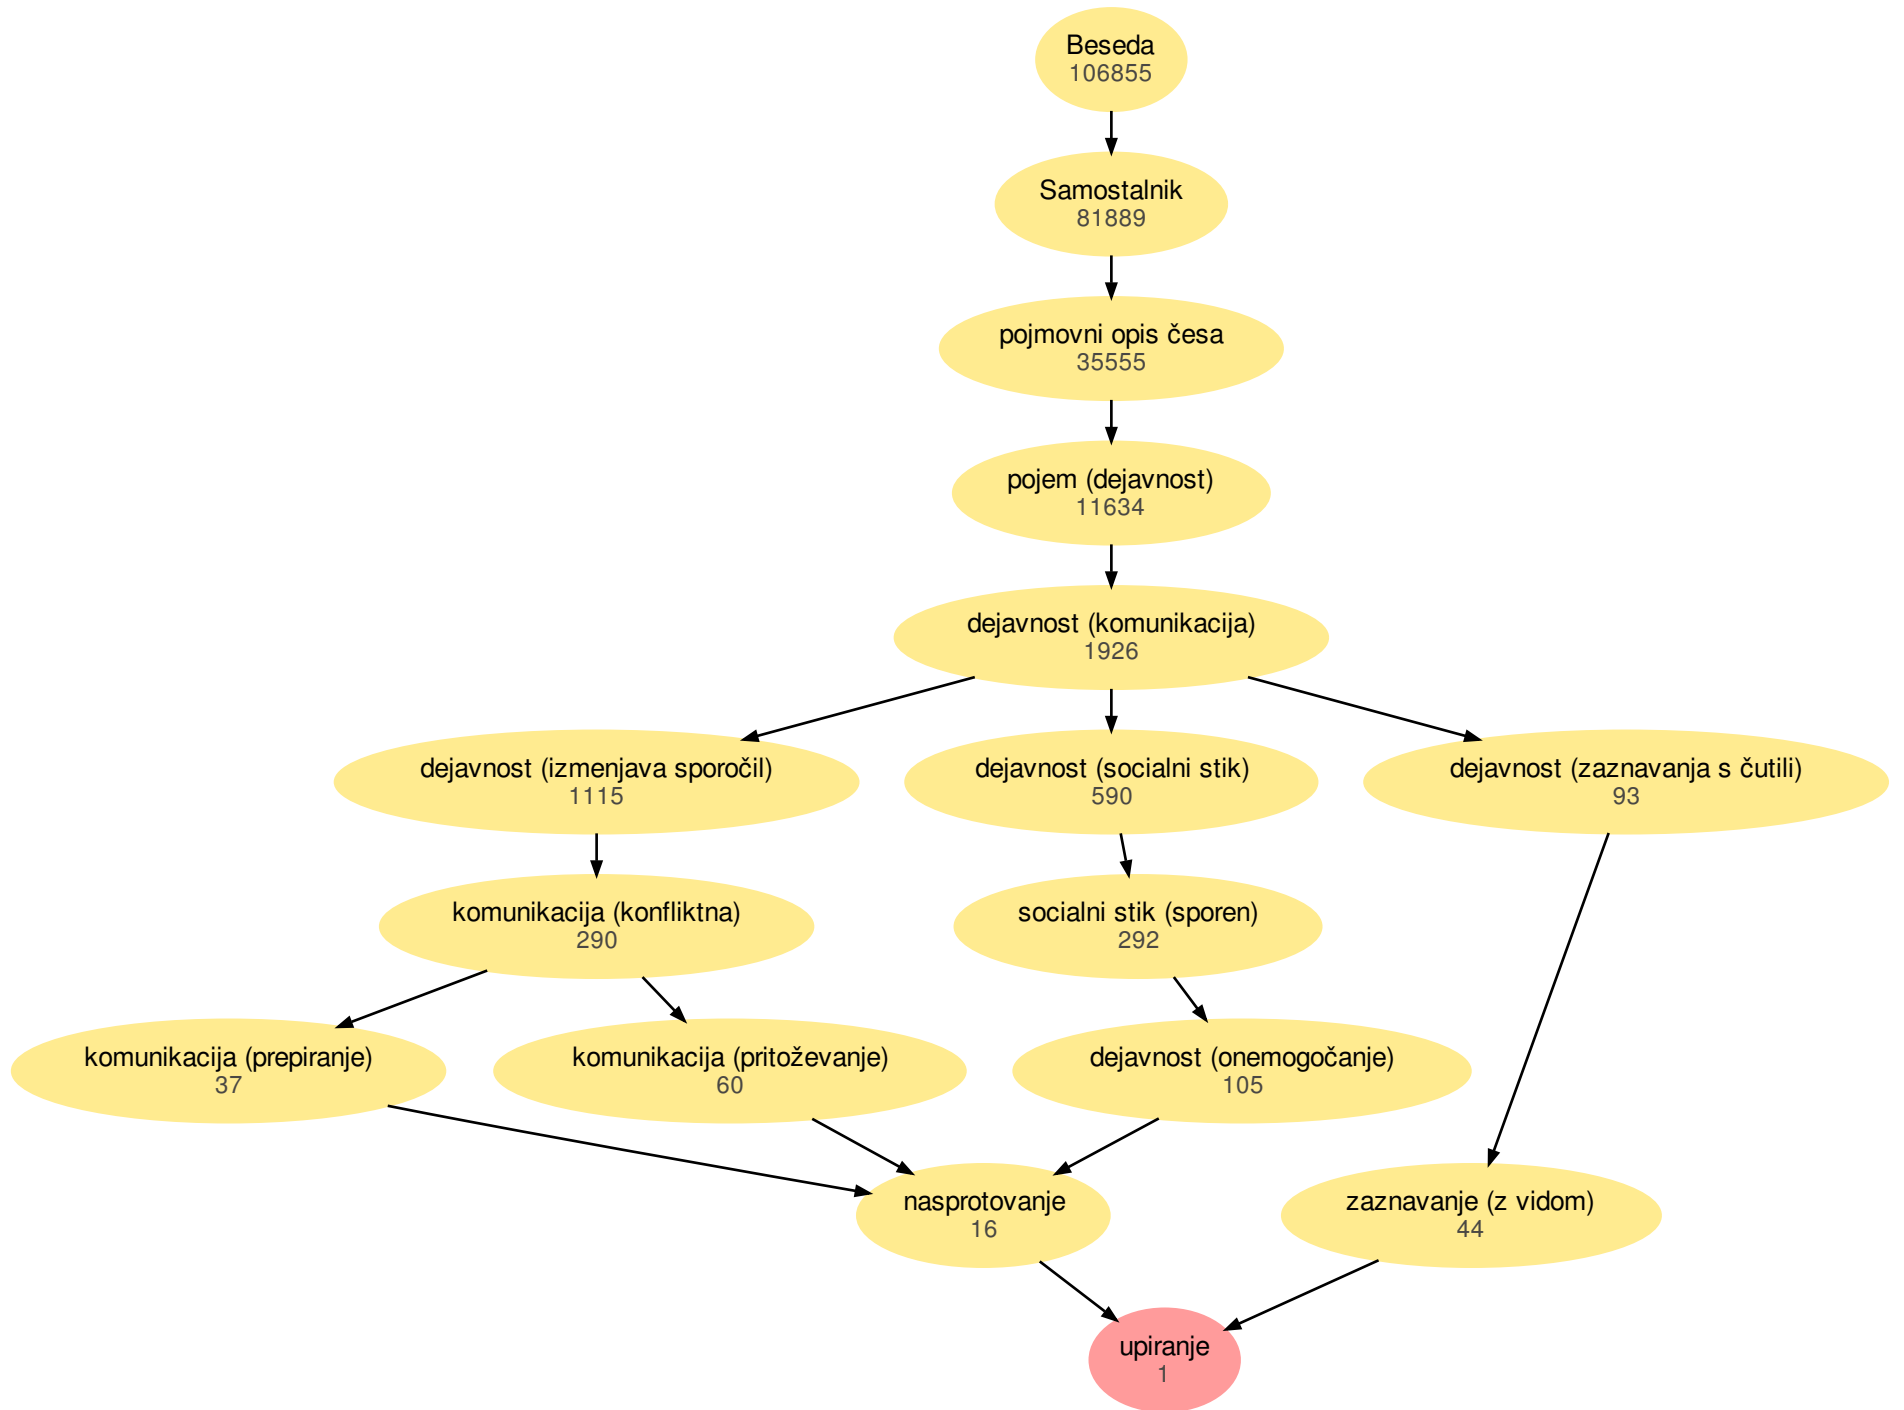 Beseda
106855
Samostalnik
81889
pojmovni opis česa
35555
pojem (dejavnost)
11634
dejavnost (komunikacija)
1926
dejavnost (izmenjava sporočil)
1115
dejavnost (socialni stik)
590
dejavnost (zaznavanja s čutili)
93
komunikacija (konfliktna)
290
socialni stik (sporen)
292
komunikacija (prepiranje)
37
komunikacija (pritoževanje)
60
dejavnost (onemogočanje)
105
nasprotovanje
16
zaznavanje (z vidom)
44
upiranje
1